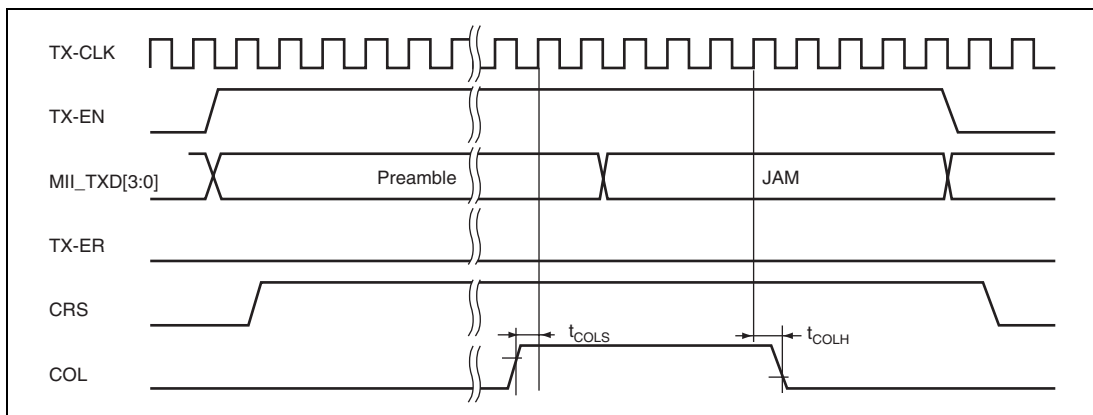 TX-CLK
TX-EN
MII_TXD[3:0]
Preamble
JAM
TX-ER
CRS
tCOLS
tCOLH
COL